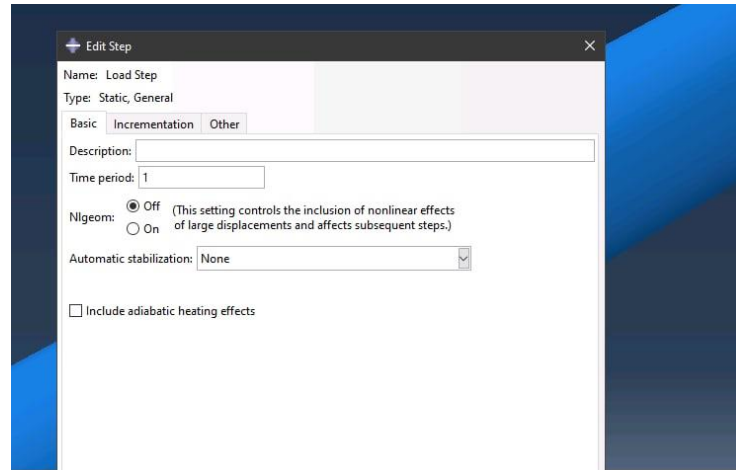 Edit Step
Name: Load Step
Type: Static, General
Basic Incrementation Other
Description:
Time period: 1
Nlgeom: Off (This setting controls the inclusion of nonlinear effects
On of large displacements and affects subsequent steps.)
Automatic stabilization: None
Include adiabatic heating effects